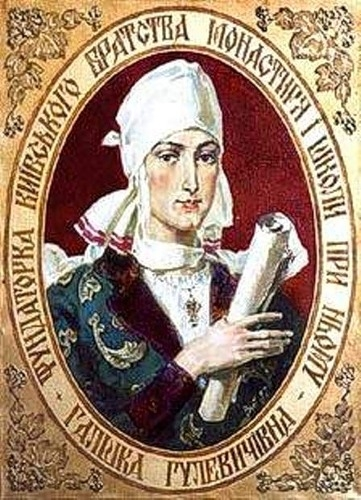 ФУНДАТОРКА КИЇВСЬКОГО БРАТСТВА МОНАСТИРЯ І ШКОЛИ ПРИ НЬОМУ
ГАЛШКА ГУЛЕВИЧІВНА